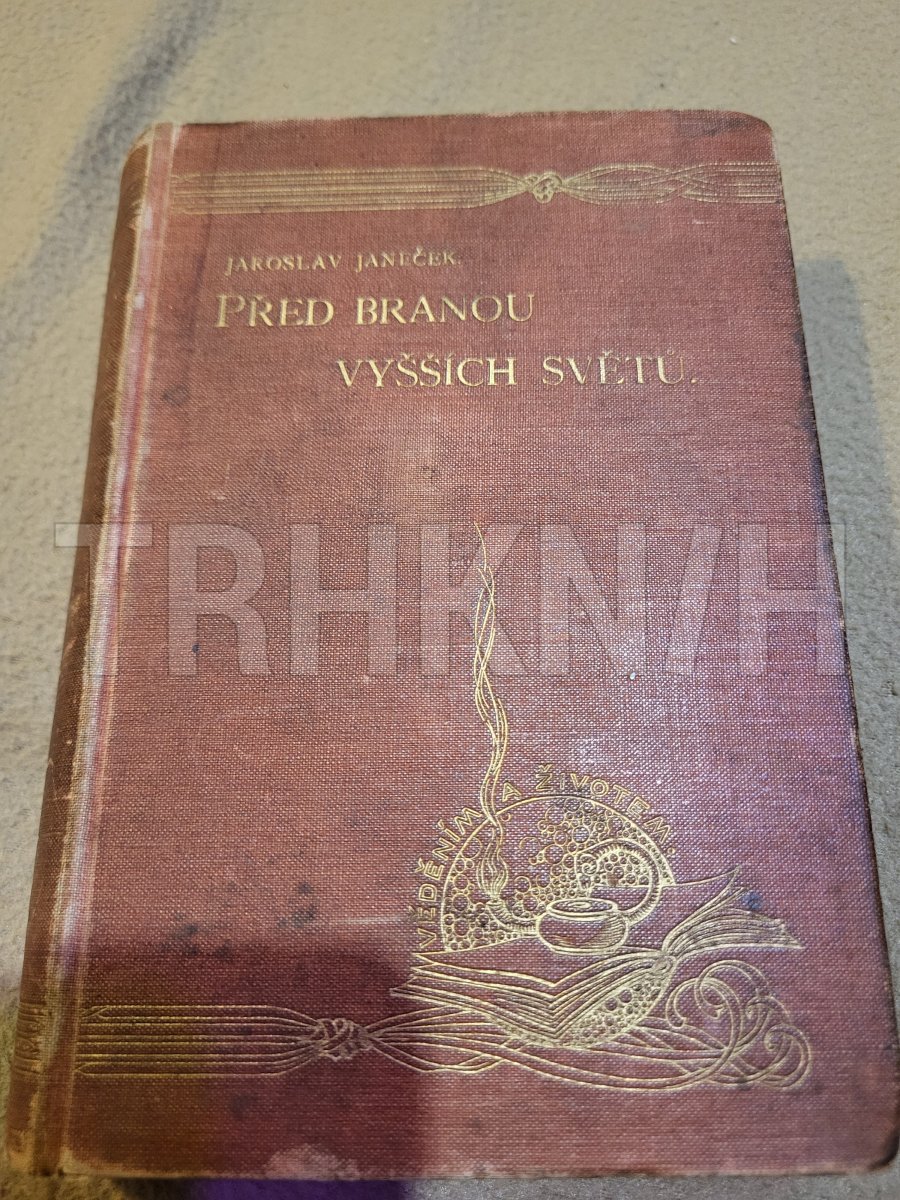 JAROSLAV JANEČEK.
PŘED BRANOU
VYŠŠÍCH SVĚTŮ.
TRHKNIH
VĚDĚNÍM A ŽIVOTEM.